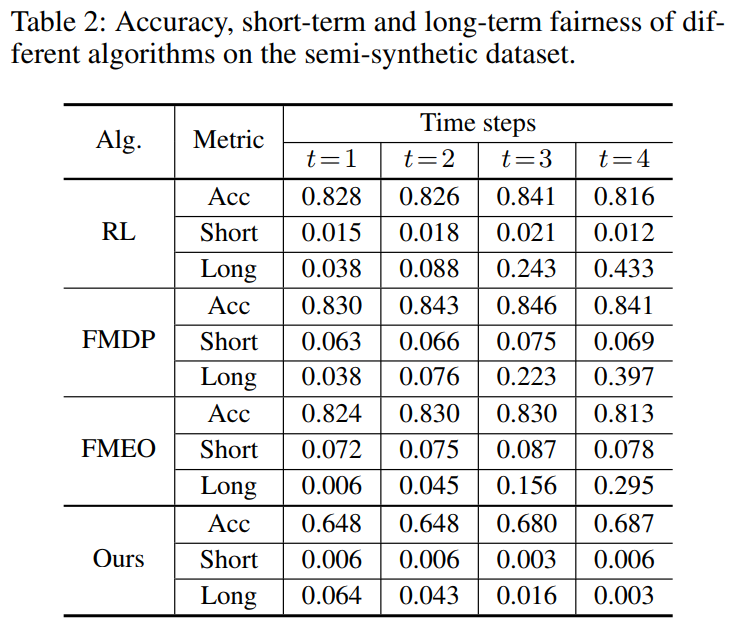 Table 2: Accuracy, short-term and long-term fairness of dif-
ferent algorithms on the semi-synthetic dataset.
Alg. Metric Time steps
t=1 t=2 t=3 t=4
RL Acc 0.828 0.826 0.841 0.816
Short 0.015 0.018 0.021 0.012
Long 0.038 0.088 0.243 0.433
FMDP Acc 0.830 0.843 0.846 0.841
Short 0.063 0.066 0.075 0.069
Long 0.038 0.076 0.223 0.397
FMEO Acc 0.824 0.830 0.830 0.813
Short 0.072 0.075 0.087 0.078
Long 0.006 0.045 0.156 0.295
Ours Acc 0.648 0.648 0.680 0.687
Short 0.006 0.006 0.003 0.006
Long 0.064 0.043 0.016 0.003